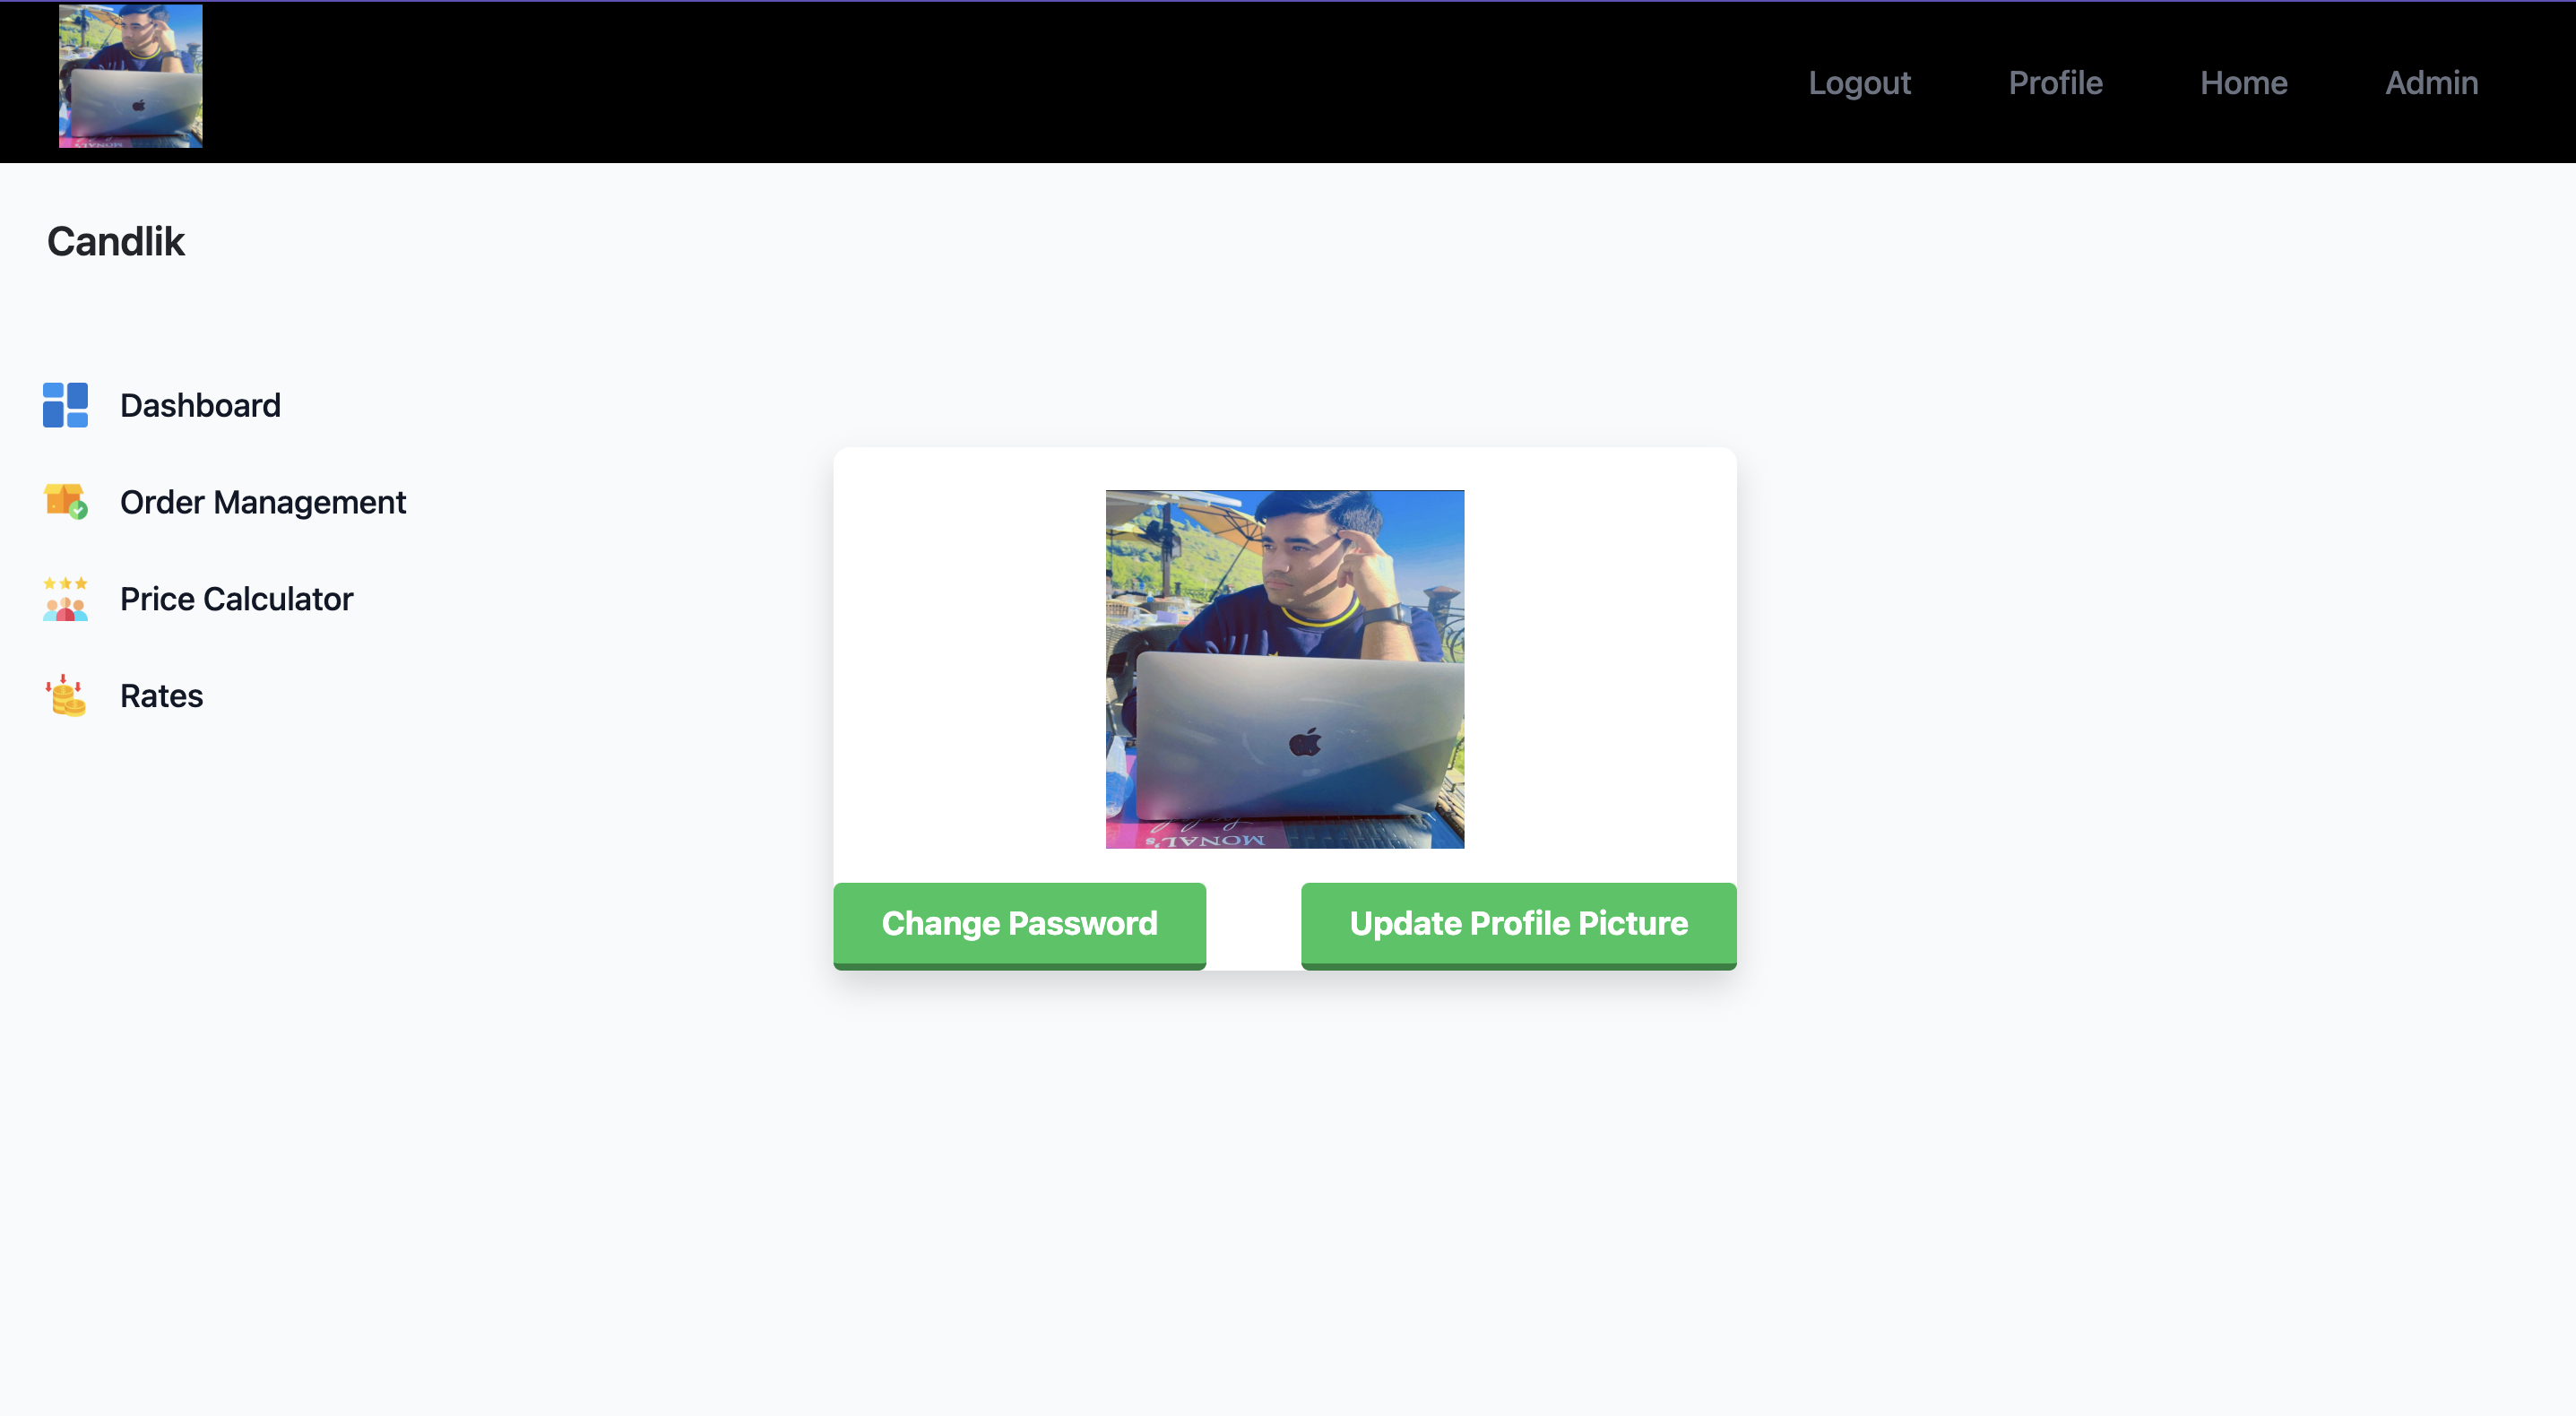 Logout Profile Home Admin
Candlik
Dashboard
Order Management
Price Calculator
Rates
MONAL's
Change Password Update Profile Picture